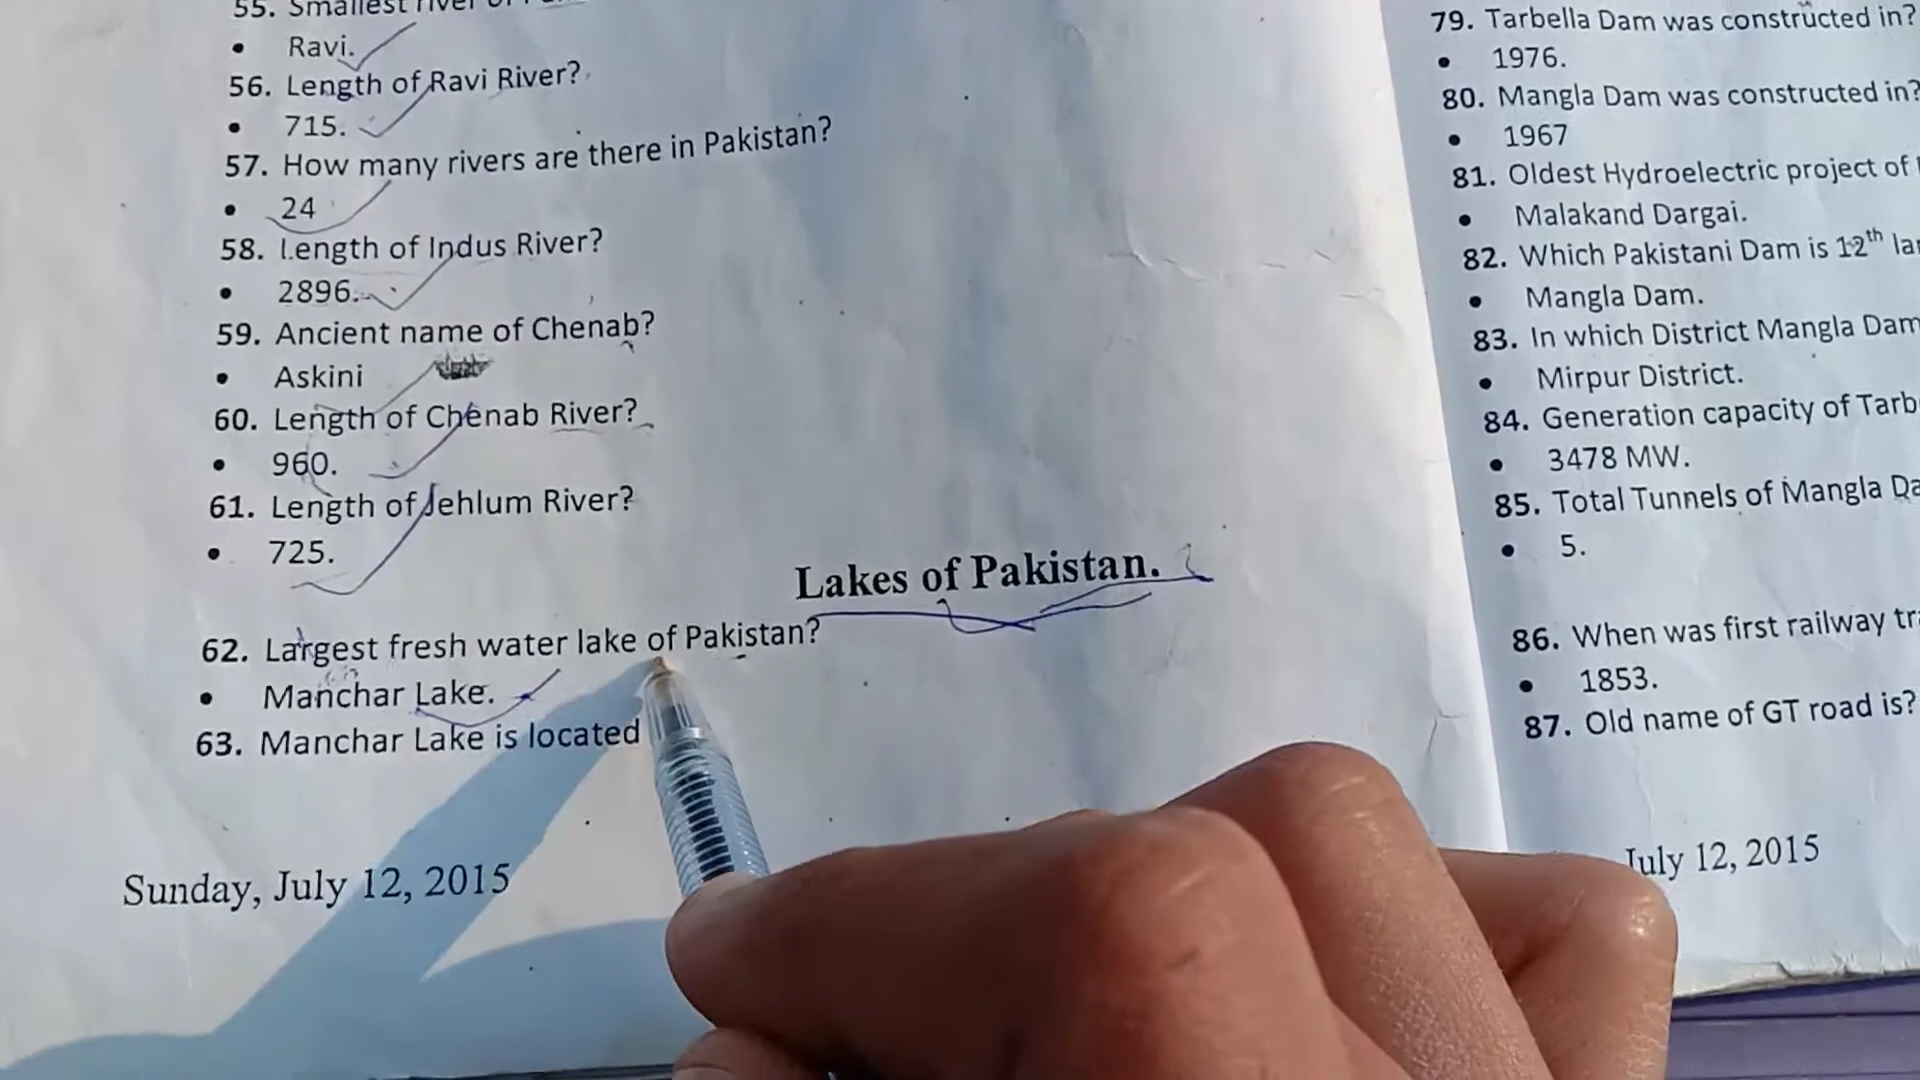 55. Smallest river of
• Ravi.
56. Length of Ravi River?
• 715.
57. How many rivers are there in Pakistan?
• 24
58. Length of Indus River?
• 2896.
59. Ancient name of Chenab?
• Askini
60. Length of Chenab River?
• 960.
61. Length of Jehlum River?
• 725.
Lakes of Pakistan.
62. Largest fresh water lake of Pakistan?
• Manchar Lake.
63. Manchar Lake is located
Sunday, July 12, 2015
79. Tarbella Dam was constructed in?
• 1976.
80. Mangla Dam was constructed in?
• 1967
81. Oldest Hydroelectric project of
• Malakand Dargai.
82. Which Pakistani Dam is 12th
• Mangla Dam.
83. In which District Mangla Dam
• Mirpur District.
84. Generation capacity of
• 3478 MW.
85. Total Tunnels of Mangla
• 5.
86. When was first railway
• 1853.
87. Old name of GT road is?
July 12, 2015